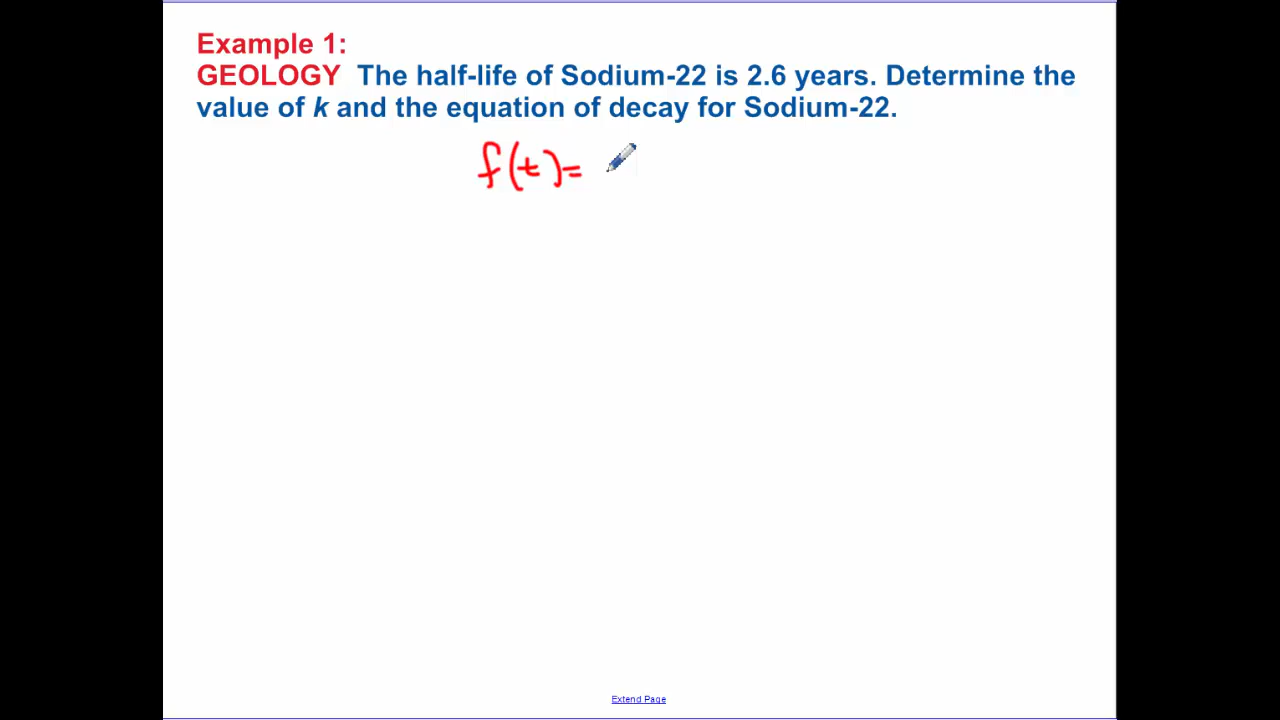 Example 1:
GEOLOGY The half-life of Sodium-22 is 2.6 years. Determine the
value of k and the equation of decay for Sodium-22.
f(t)=
Extend Page